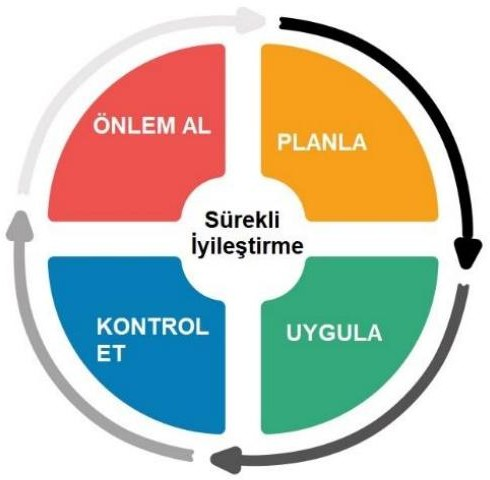 ÖNLEM AL
PLANLA
Sürekli
İyileştirme
KONTROL
ET
UYGULA